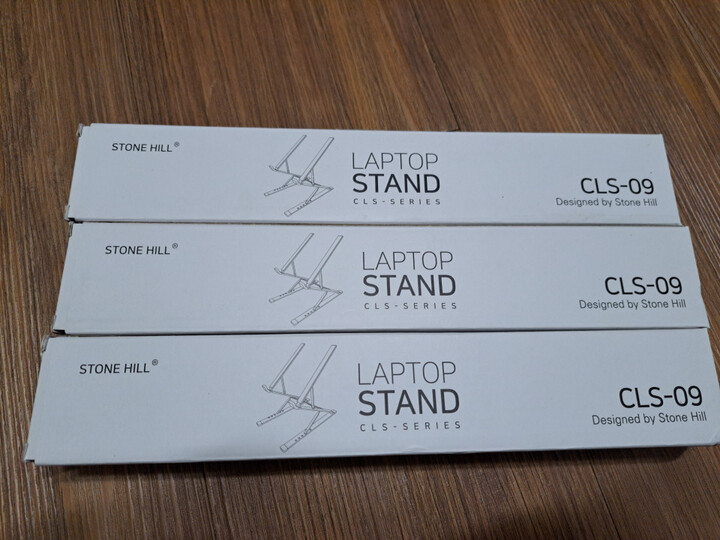 STONE HILL®
LAPTOP
STAND
CLS-SERIES
CLS-09
Designed by Stone Hill
STONE HILL®
LAPTOP
STAND
CLS-SERIES
CLS-09
Designed by Stone Hill
STONE HILL®
LAPTOP
STAND
CLS-SERIES
CLS-09
Designed by Stone Hill